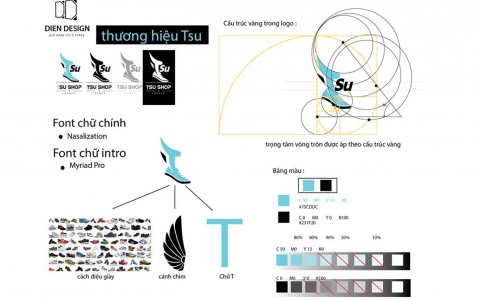 DIEN DESIGN
thương hiệu Tsu
Cấu trúc vàng trong logo :
Su
TSU SHOP
Su
TSU SHOP
TSU SHOP
Su
TSU SHOP
Su
Font chữ chính
Nasalization
Font chữ intro
Myriad Pro
trọng tâm vòng tròn được áp theo cấu trúc vàng
Bảng màu :
C 50 M0 Y 13 K0
#75CDDC
C 0 M0 Y 0 K100
#231F20
80% 60% 40% 20% 10%
C 50 M0 Y 13 K0
C 0 M0 Y 0 K100
T
cách điệu giày
cánh chim
Chữ T